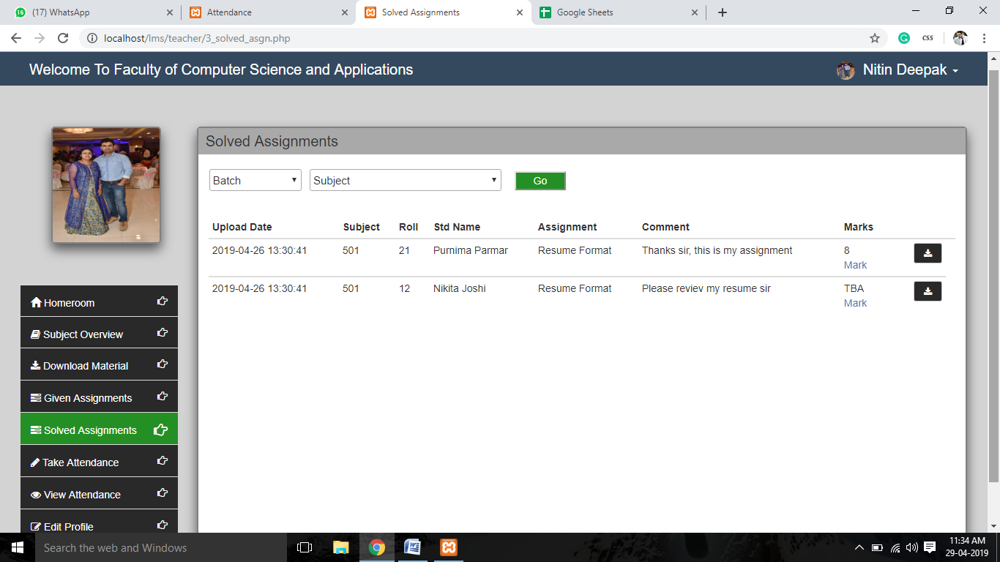 (17) WhatsApp
Attendance
Solved Assignments
Google Sheets
localhost/lms/teacher/3_solved_asgn.php
css
Welcome To Faculty of Computer Science and Applications
Nitin Deepak
Solved Assignments
Batch Subject Go
Upload Date Subject Roll Std Name Assignment Comment Marks
2019-04-26 13:30:41 501 21 Purnima Parmar Resume Format Thanks sir, this is my assignment 8
Mark
2019-04-26 13:30:41 501 12 Nikita Joshi Resume Format Please reviev my resume sir TBA
Mark
Homeroom
Subject Overview
Download Material
Given Assignments
Solved Assignments
Take Attendance
View Attendance
Edit Profile
Search the web and Windows
11:34 AM
29-04-2019